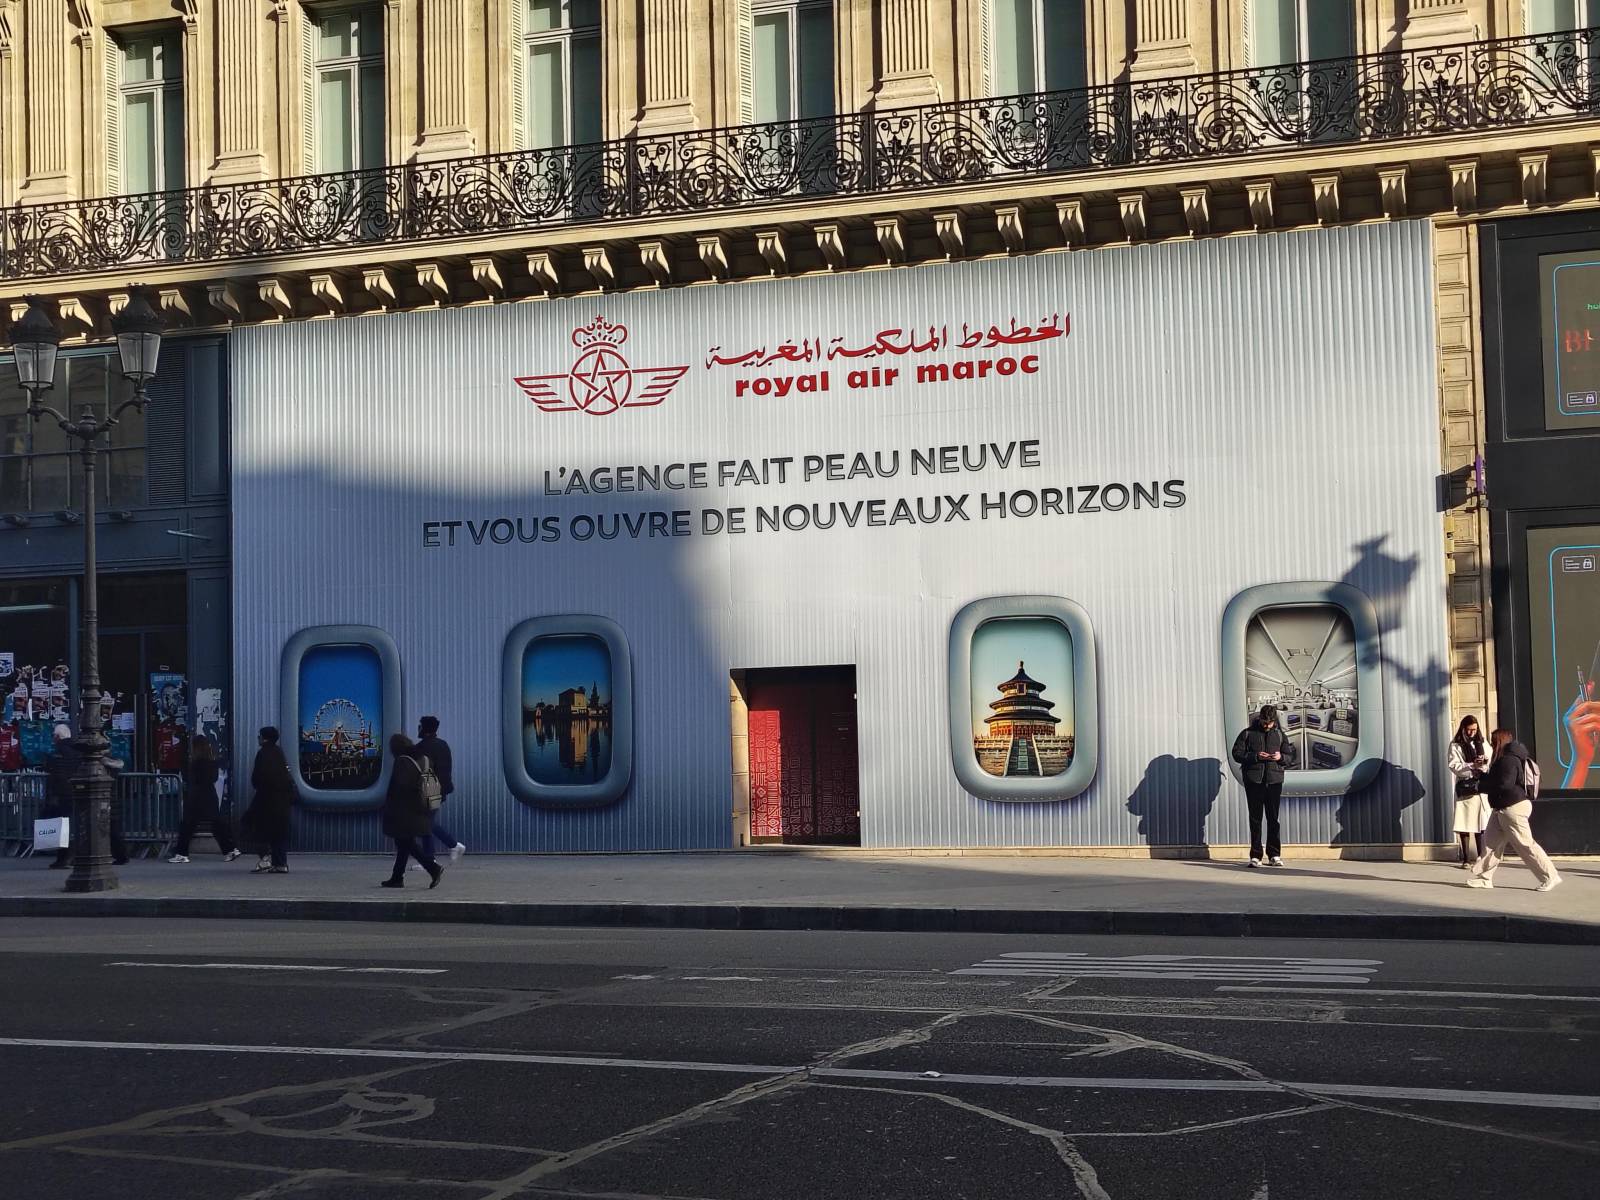 الخطوط الملكية المغربية
royal air maroc
L'AGENCE FAIT PEAU NEUVE
ET VOUS OUVRE DE NOUVEAUX HORIZONS